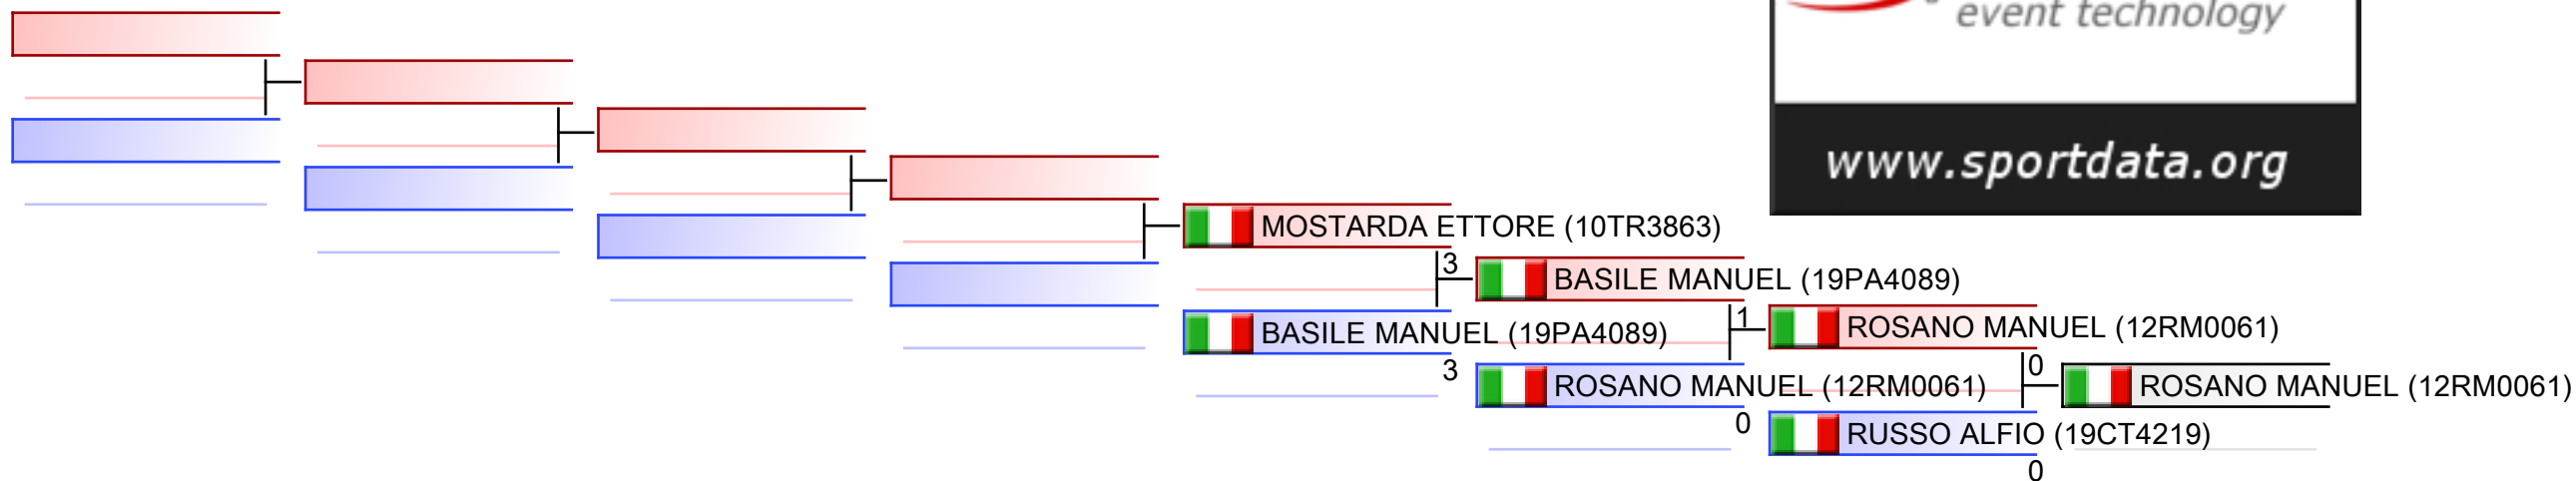 event technology
www.sportdata.org
MOSTARDA ETTORE (10TR3863)
3
BASILE MANUEL (19PA4089)
BASILE MANUEL (19PA4089)
3
1
ROSANO MANUEL (12RM0061)
ROSANO MANUEL (12RM0061)
0
0
ROSANO MANUEL (12RM0061)
RUSSO ALFIO (19CT4219)
0